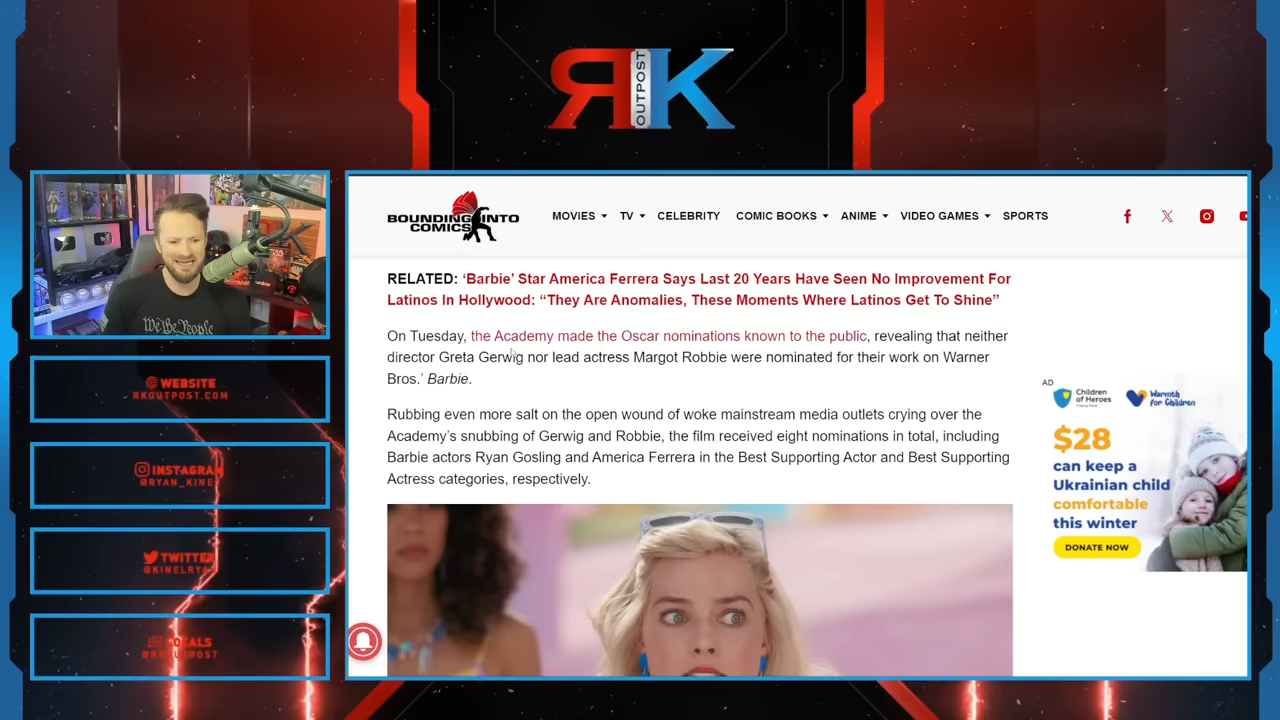 RK
OUTPOST
We the People
WEBSITE
RKOUTPOST.COM
INSTAGRAM
TWITTER
@KINELRYAN
BOUNDING INTO
COMICS
MOVIES TV CELEBRITY COMIC BOOKS ANIME VIDEO GAMES SPORTS
RELATED: ‘Barbie’ Star America Ferrera Says Last 20 Years Have Seen No Improvement For
Latinos In Hollywood: “They Are Anomalies, These Moments Where Latinos Get To Shine”
On Tuesday, the Academy made the Oscar nominations known to the public, revealing that neither
director Greta Gerwig nor lead actress Margot Robbie were nominated for their work on Warner
Bros.’ Barbie.
Rubbing even more salt on the open wound of woke mainstream media outlets crying over the
Academy’s snubbing of Gerwig and Robbie, the film received eight nominations in total, including
Barbie actors Ryan Gosling and America Ferrera in the Best Supporting Actor and Best Supporting
Actress categories, respectively.
AD
Children
of Heroes
Warmth
for Children
$28
can keep a
Ukrainian child
comfortable
this winter
DONATE NOW